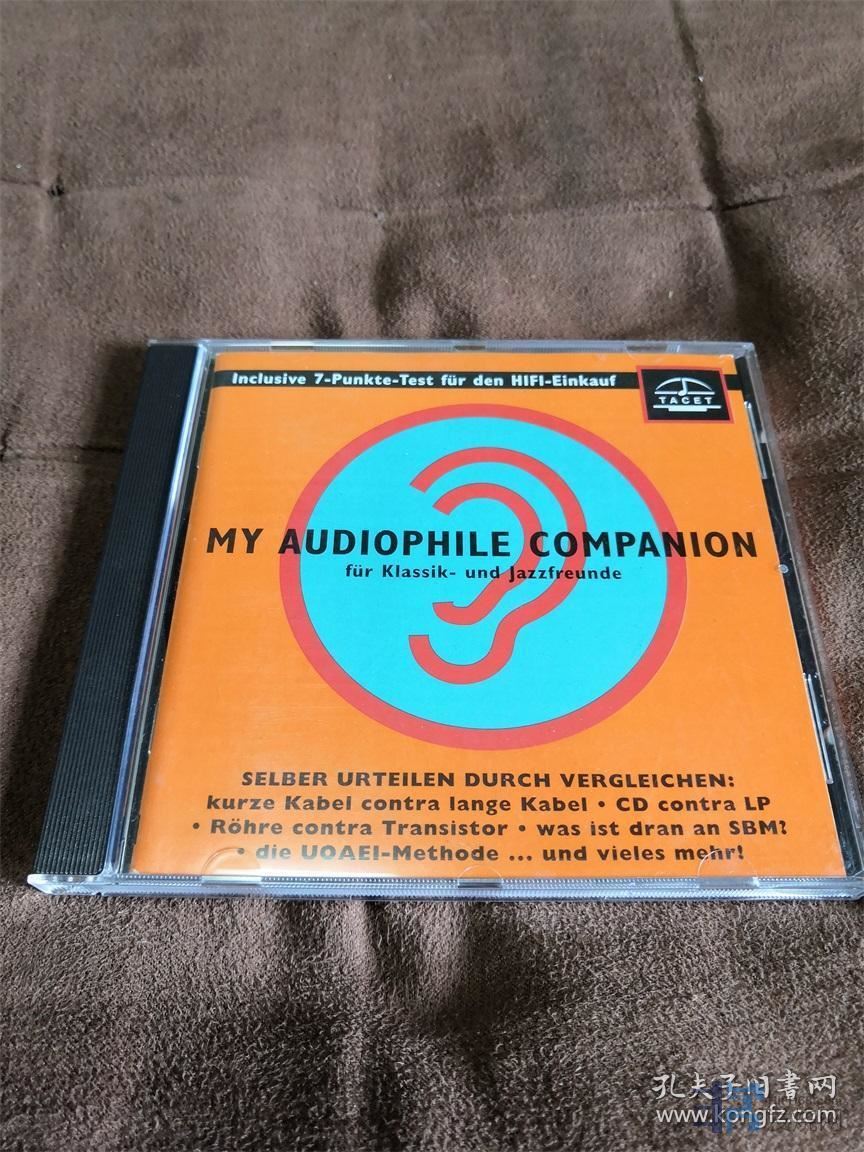 Inclusive 7-Punkte-Test für den HIFI-Einkauf
TACET
MY AUDIOPHILE COMPANION
für Klassik- und Jazzfreunde
SELBER URTEILEN DURCH VERGLEICHEN:
kurze Kabel contra lange Kabel • CD contra LP
• Röhre contra Transistor • was ist dran an SBM?
• die UOAEI-Methode ... und vieles mehr!
孔夫子旧書网
www.kongfz.com